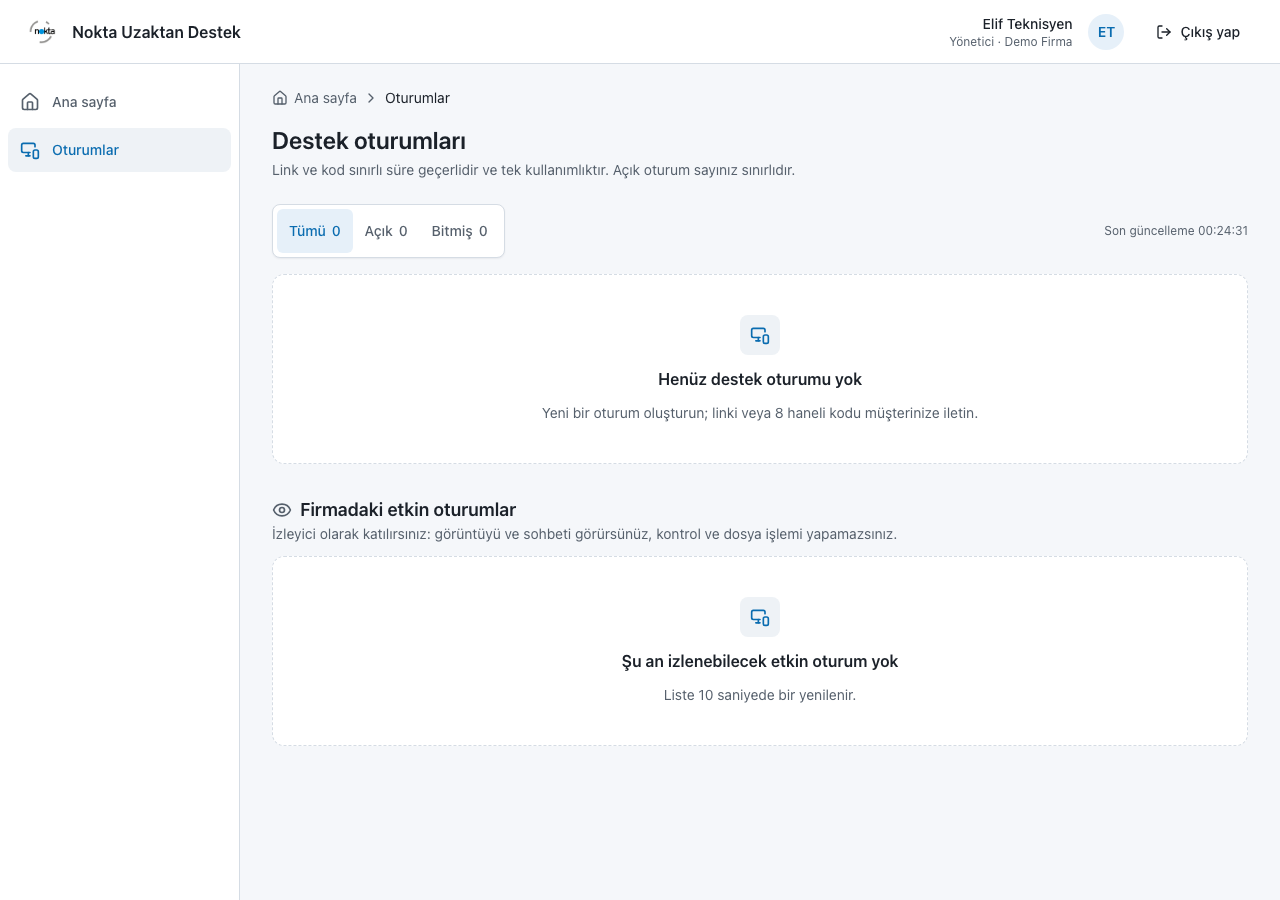 nokta
Nokta Uzaktan Destek
Elif Teknisyen
Yönetici · Demo Firma
ET
Çıkış yap
Ana sayfa
Oturumlar
Ana sayfa
Oturumlar
Destek oturumları
Link ve kod sınırlı süre geçerlidir ve tek kullanımlıktır. Açık oturum sayınız sınırlıdır.
Tümü 0
Açık 0
Bitmiş 0
Son güncelleme 00:24:31
Henüz destek oturumu yok
Yeni bir oturum oluşturun; linki veya 8 haneli kodu müşterinize iletin.
Firmadaki etkin oturumlar
İzleyici olarak katılırsınız: görüntüyü ve sohbeti görürsünüz, kontrol ve dosya işlemi yapamazsınız.
Şu an izlenebilecek etkin oturum yok
Liste 10 saniyede bir yenilenir.